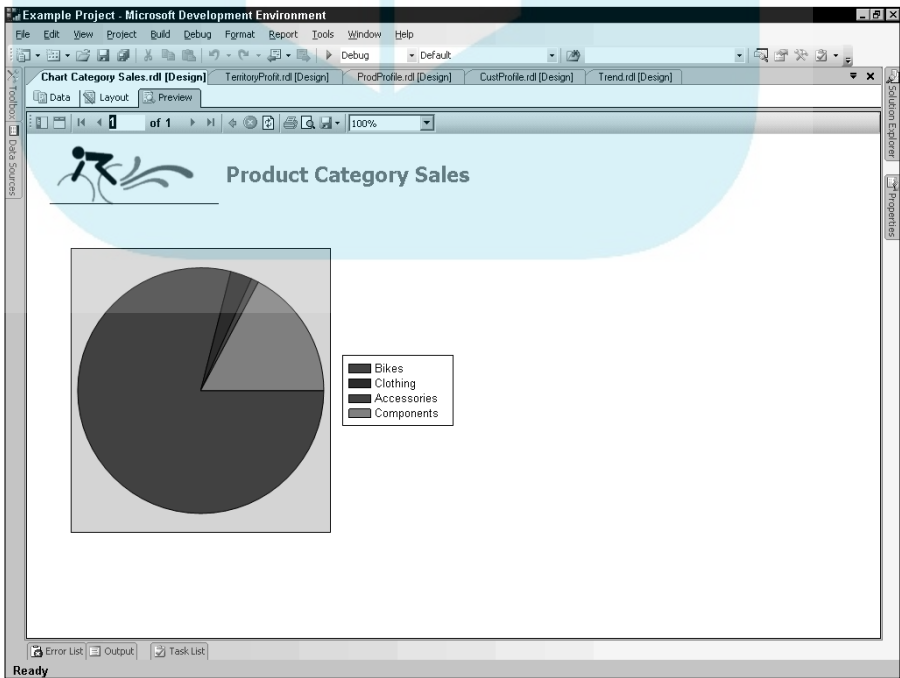 Example Project - Microsoft Development Environment
File Edit View Project Build Debug Format Report Tools Window Help
Debug Default
Chart Category Sales.rdl [Design] TerritoryProfit.rdl [Design] ProdProfile.rdl [Design] CustProfile.rdl [Design] Trend.rdl [Design]
Data Layout Preview
1 of 1 100%
Toolbox
Data Sources
Solution Explorer
Properties
Product Category Sales
Bikes
Clothing
Accessories
Components
Error List Output Task List
Ready